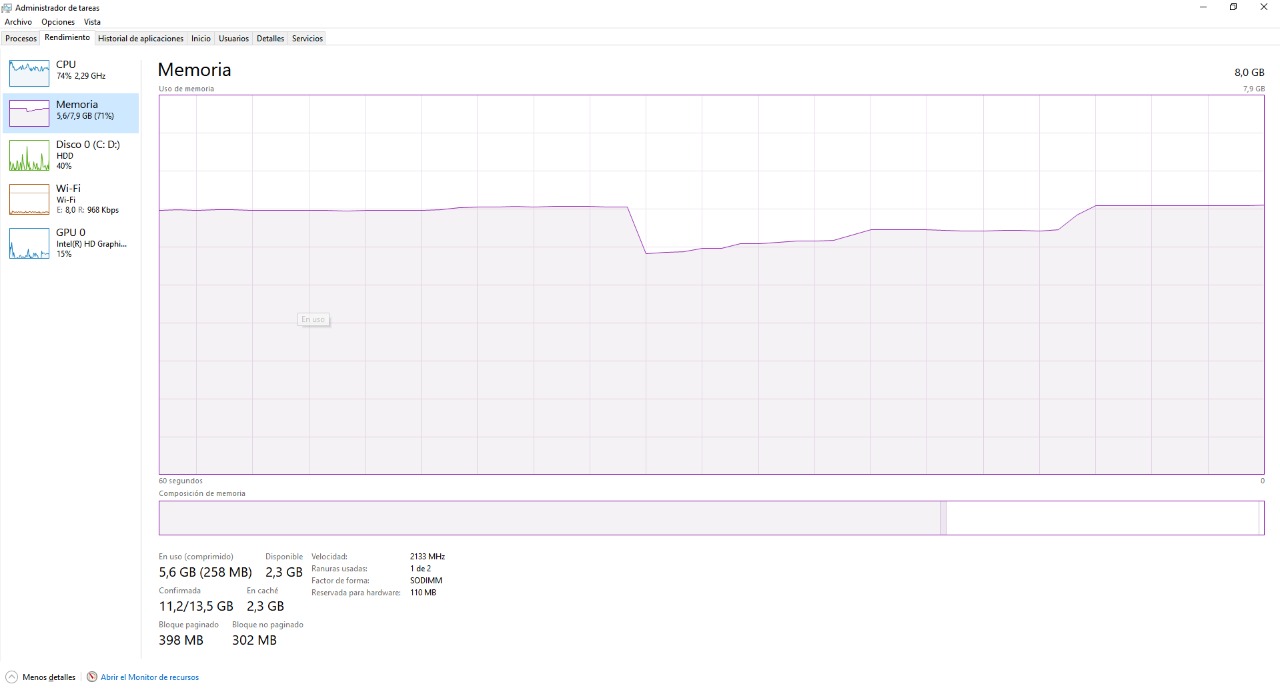 Administrador de tareas
Archivo Opciones Vista
Procesos Rendimiento Historial de aplicaciones Inicio Usuarios Detalles Servicios
CPU
74% 2,29 GHz
Memoria
5,6/7,9 GB (71%)
Disco 0 (C: D:)
HDD
40%
Wi-Fi
Wi-Fi
E: 8,0 R: 968 Kbps
GPU 0
Intel(R) HD Graphi...
15%
Memoria
8,0 GB
Uso de memoria
7,9 GB
En uso
60 segundos
0
Composición de memoria
En uso (comprimido)
5,6 GB (258 MB)
Disponible
2,3 GB
Confirmada
11,2/13,5 GB
En caché
2,3 GB
Bloque paginado
398 MB
Bloque no paginado
302 MB
Velocidad: 2133 MHz
Ranuras usadas: 1 de 2
Factor de forma: SODIMM
Reservada para hardware: 110 MB
Menos detalles
Abrir el Monitor de recursos